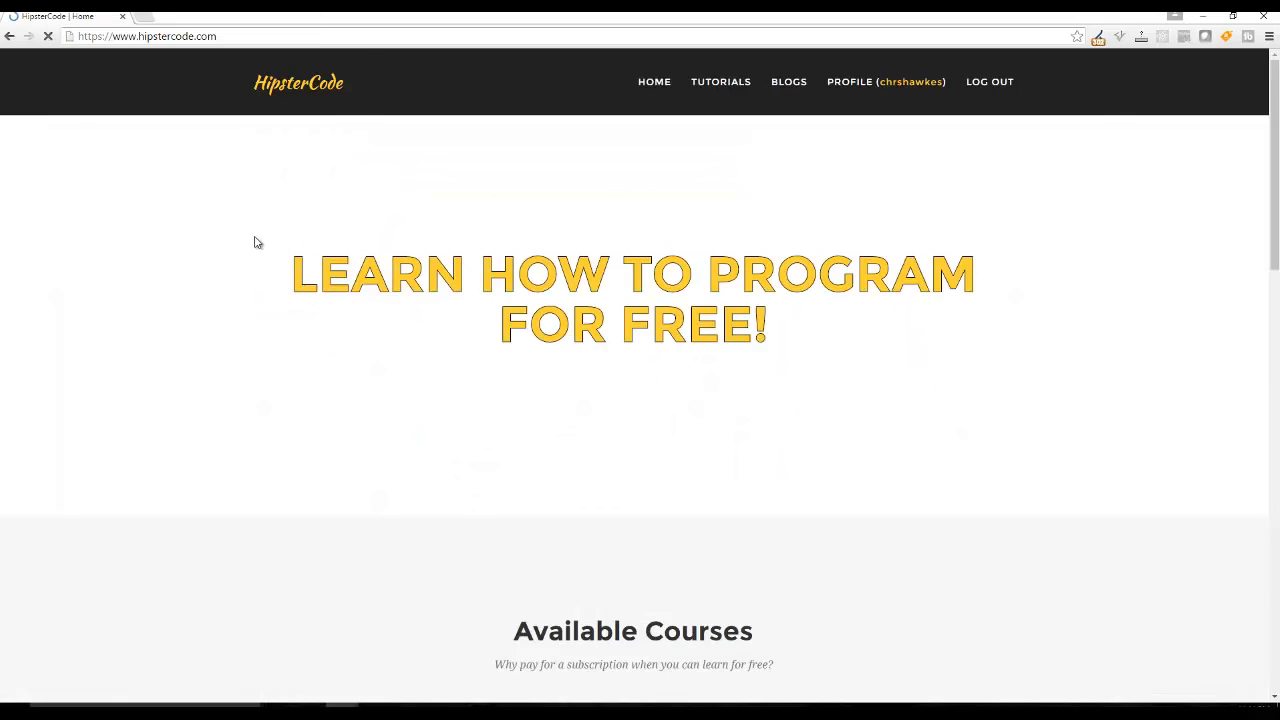 HipsterCode | Home
https://www.hipstercode.com
302
HipsterCode
HOME TUTORIALS BLOGS PROFILE (chrshawkes) LOG OUT
LEARN HOW TO PROGRAM
FOR FREE!
Available Courses
Why pay for a subscription when you can learn for free?